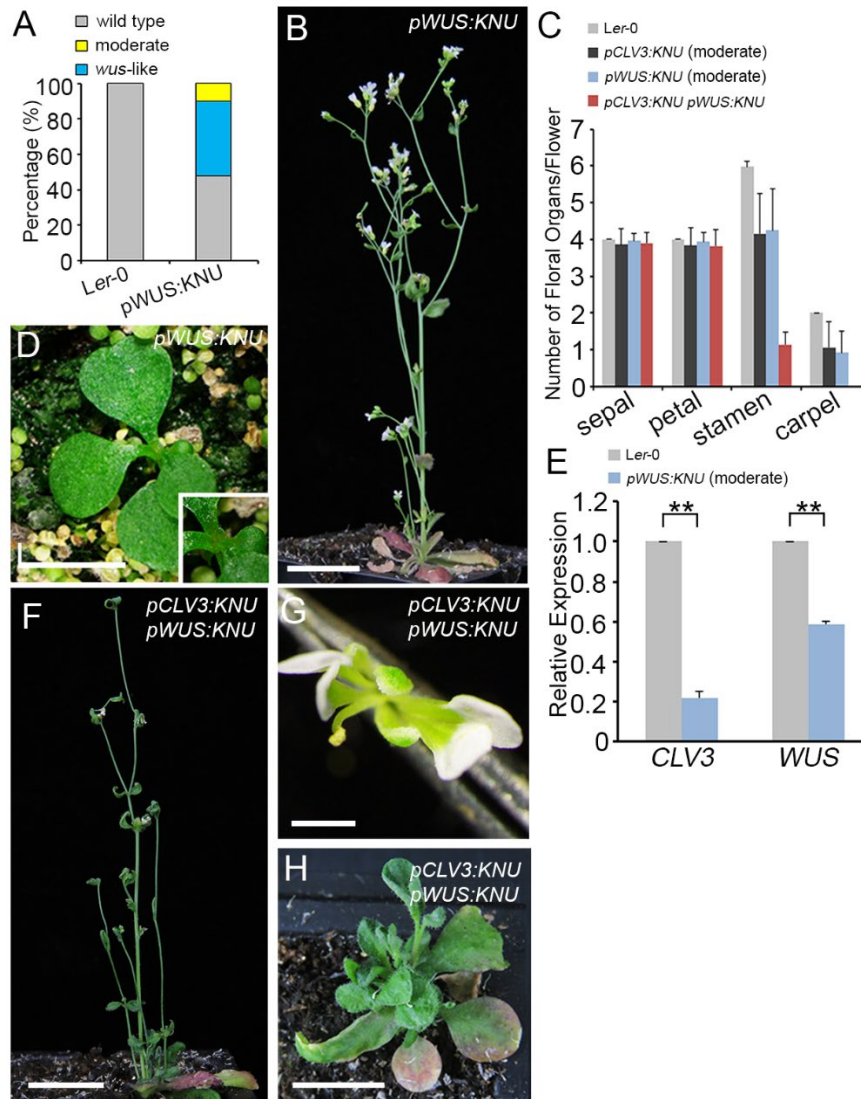 A
wild type
moderate
wus-like
Percentage (%)
100
80
60
40
20
0
Ler-0
pWUS:KNU
B
pWUS:KNU
C
Ler-0
pCLV3:KNU (moderate)
pWUS:KNU (moderate)
pCLV3:KNU pWUS:KNU
Number of Floral Organs/Flower
7
6
5
4
3
2
1
0
sepal
petal
stamen
carpel
D
pWUS:KNU
E
Ler-0
pWUS:KNU (moderate)
Relative Expression
1.2
1.0
0.8
0.6
0.4
0.2
0
**
**
CLV3
WUS
F
pCLV3:KNU
pWUS:KNU
G
pCLV3:KNU
pWUS:KNU
H
pCLV3:KNU
pWUS:KNU